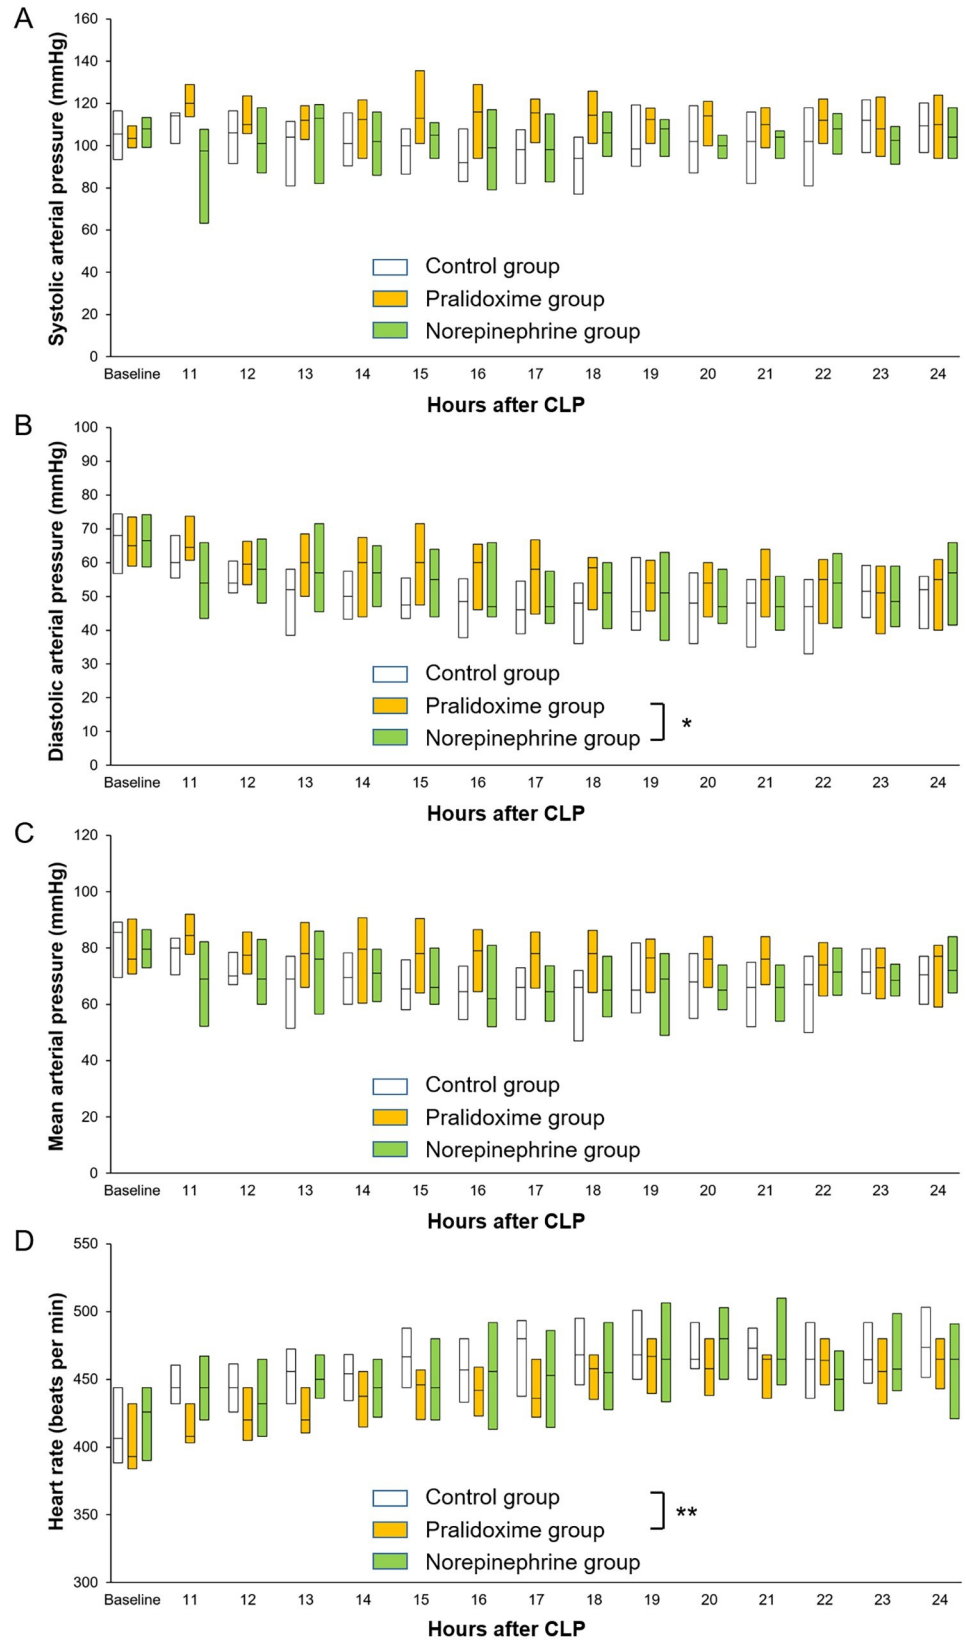 A
Systolic arterial pressure (mmHg)
160
140
120
100
80
60
40
20
0
Control group
Pralidoxime group
Norepinephrine group
Baseline 11 12 13 14 15 16 17 18 19 20 21 22 23 24
Hours after CLP
B
Diastolic arterial pressure (mmHg)
100
90
80
70
60
50
40
30
20
10
0
Control group
Pralidoxime group
*
Norepinephrine group
Baseline 11 12 13 14 15 16 17 18 19 20 21 22 23 24
Hours after CLP
C
Mean arterial pressure (mmHg)
120
100
80
60
40
20
0
Control group
Pralidoxime group
Norepinephrine group
Baseline 11 12 13 14 15 16 17 18 19 20 21 22 23 24
Hours after CLP
D
Heart rate (beats per min)
550
500
450
400
350
300
Control group
**
Pralidoxime group
Norepinephrine group
Baseline 11 12 13 14 15 16 17 18 19 20 21 22 23 24
Hours after CLP